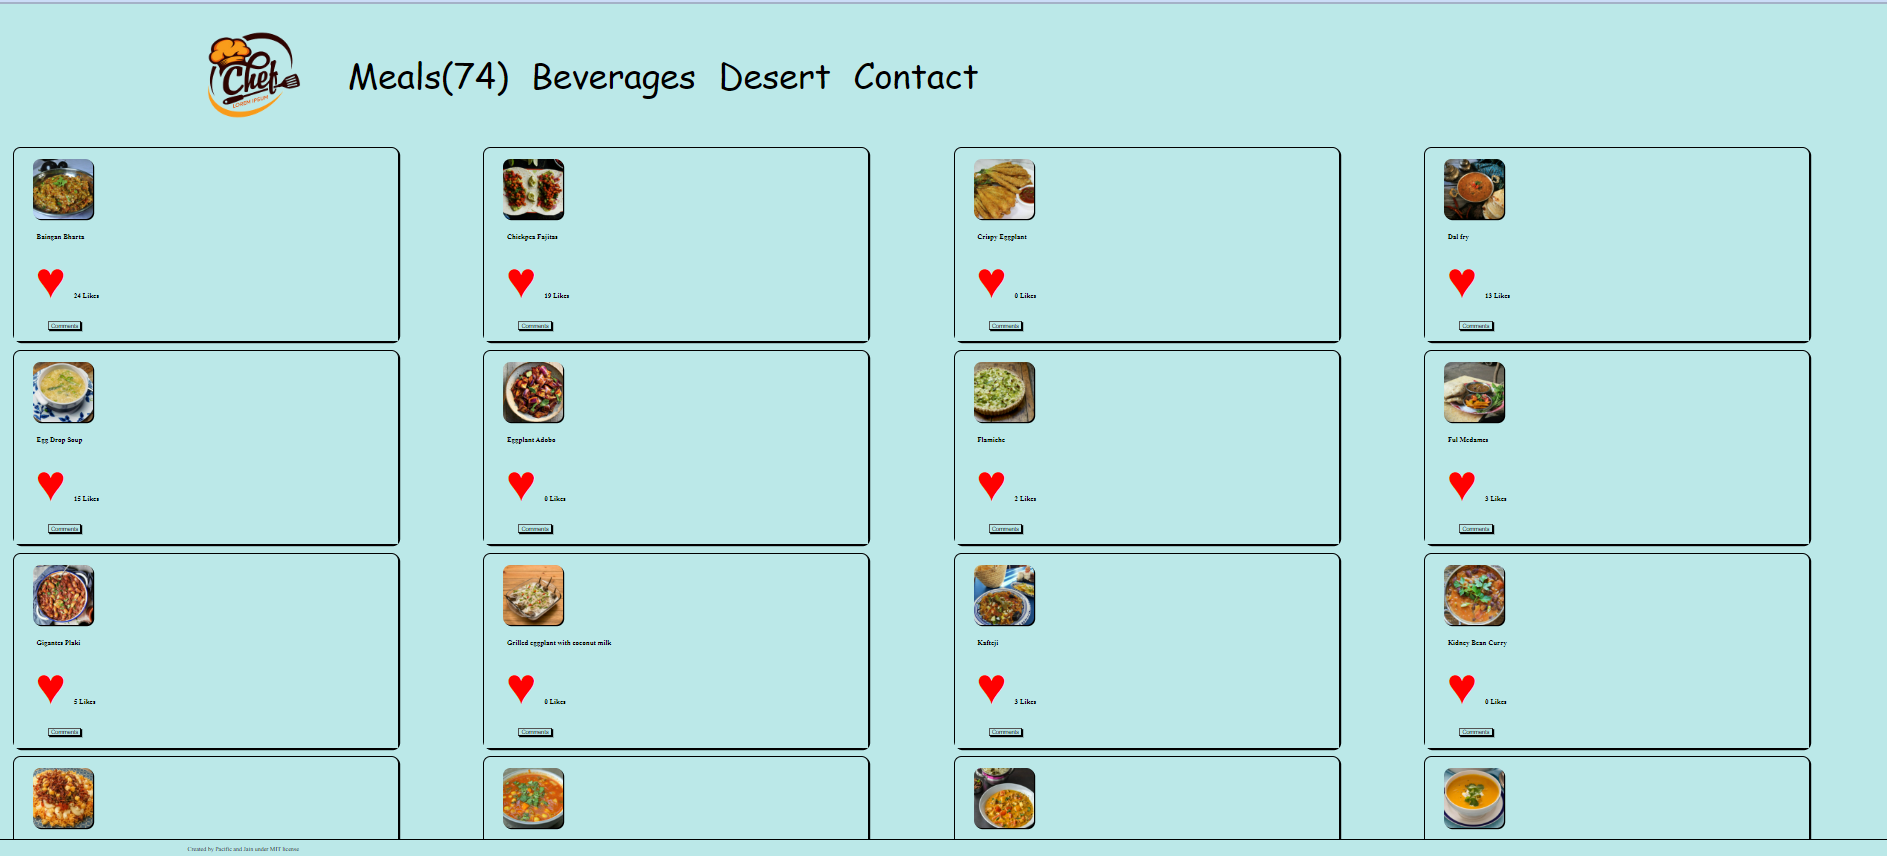 Chef
LOREM IPSUM
Meals(74) Beverages Desert Contact
Baingan Bharta
24 Likes
Comments
Chickpea Fajitas
19 Likes
Comments
Crispy Eggplant
0 Likes
Comments
Dal fry
13 Likes
Comments
Egg Drop Soup
15 Likes
Comments
Eggplant Adobo
0 Likes
Comments
Flamiche
2 Likes
Comments
Ful Medames
3 Likes
Comments
Gigantes Plaki
5 Likes
Comments
Grilled eggplant with coconut milk
0 Likes
Comments
Kafteji
3 Likes
Comments
Kidney Bean Curry
0 Likes
Comments
Created by Pacific and Jain under MIT license